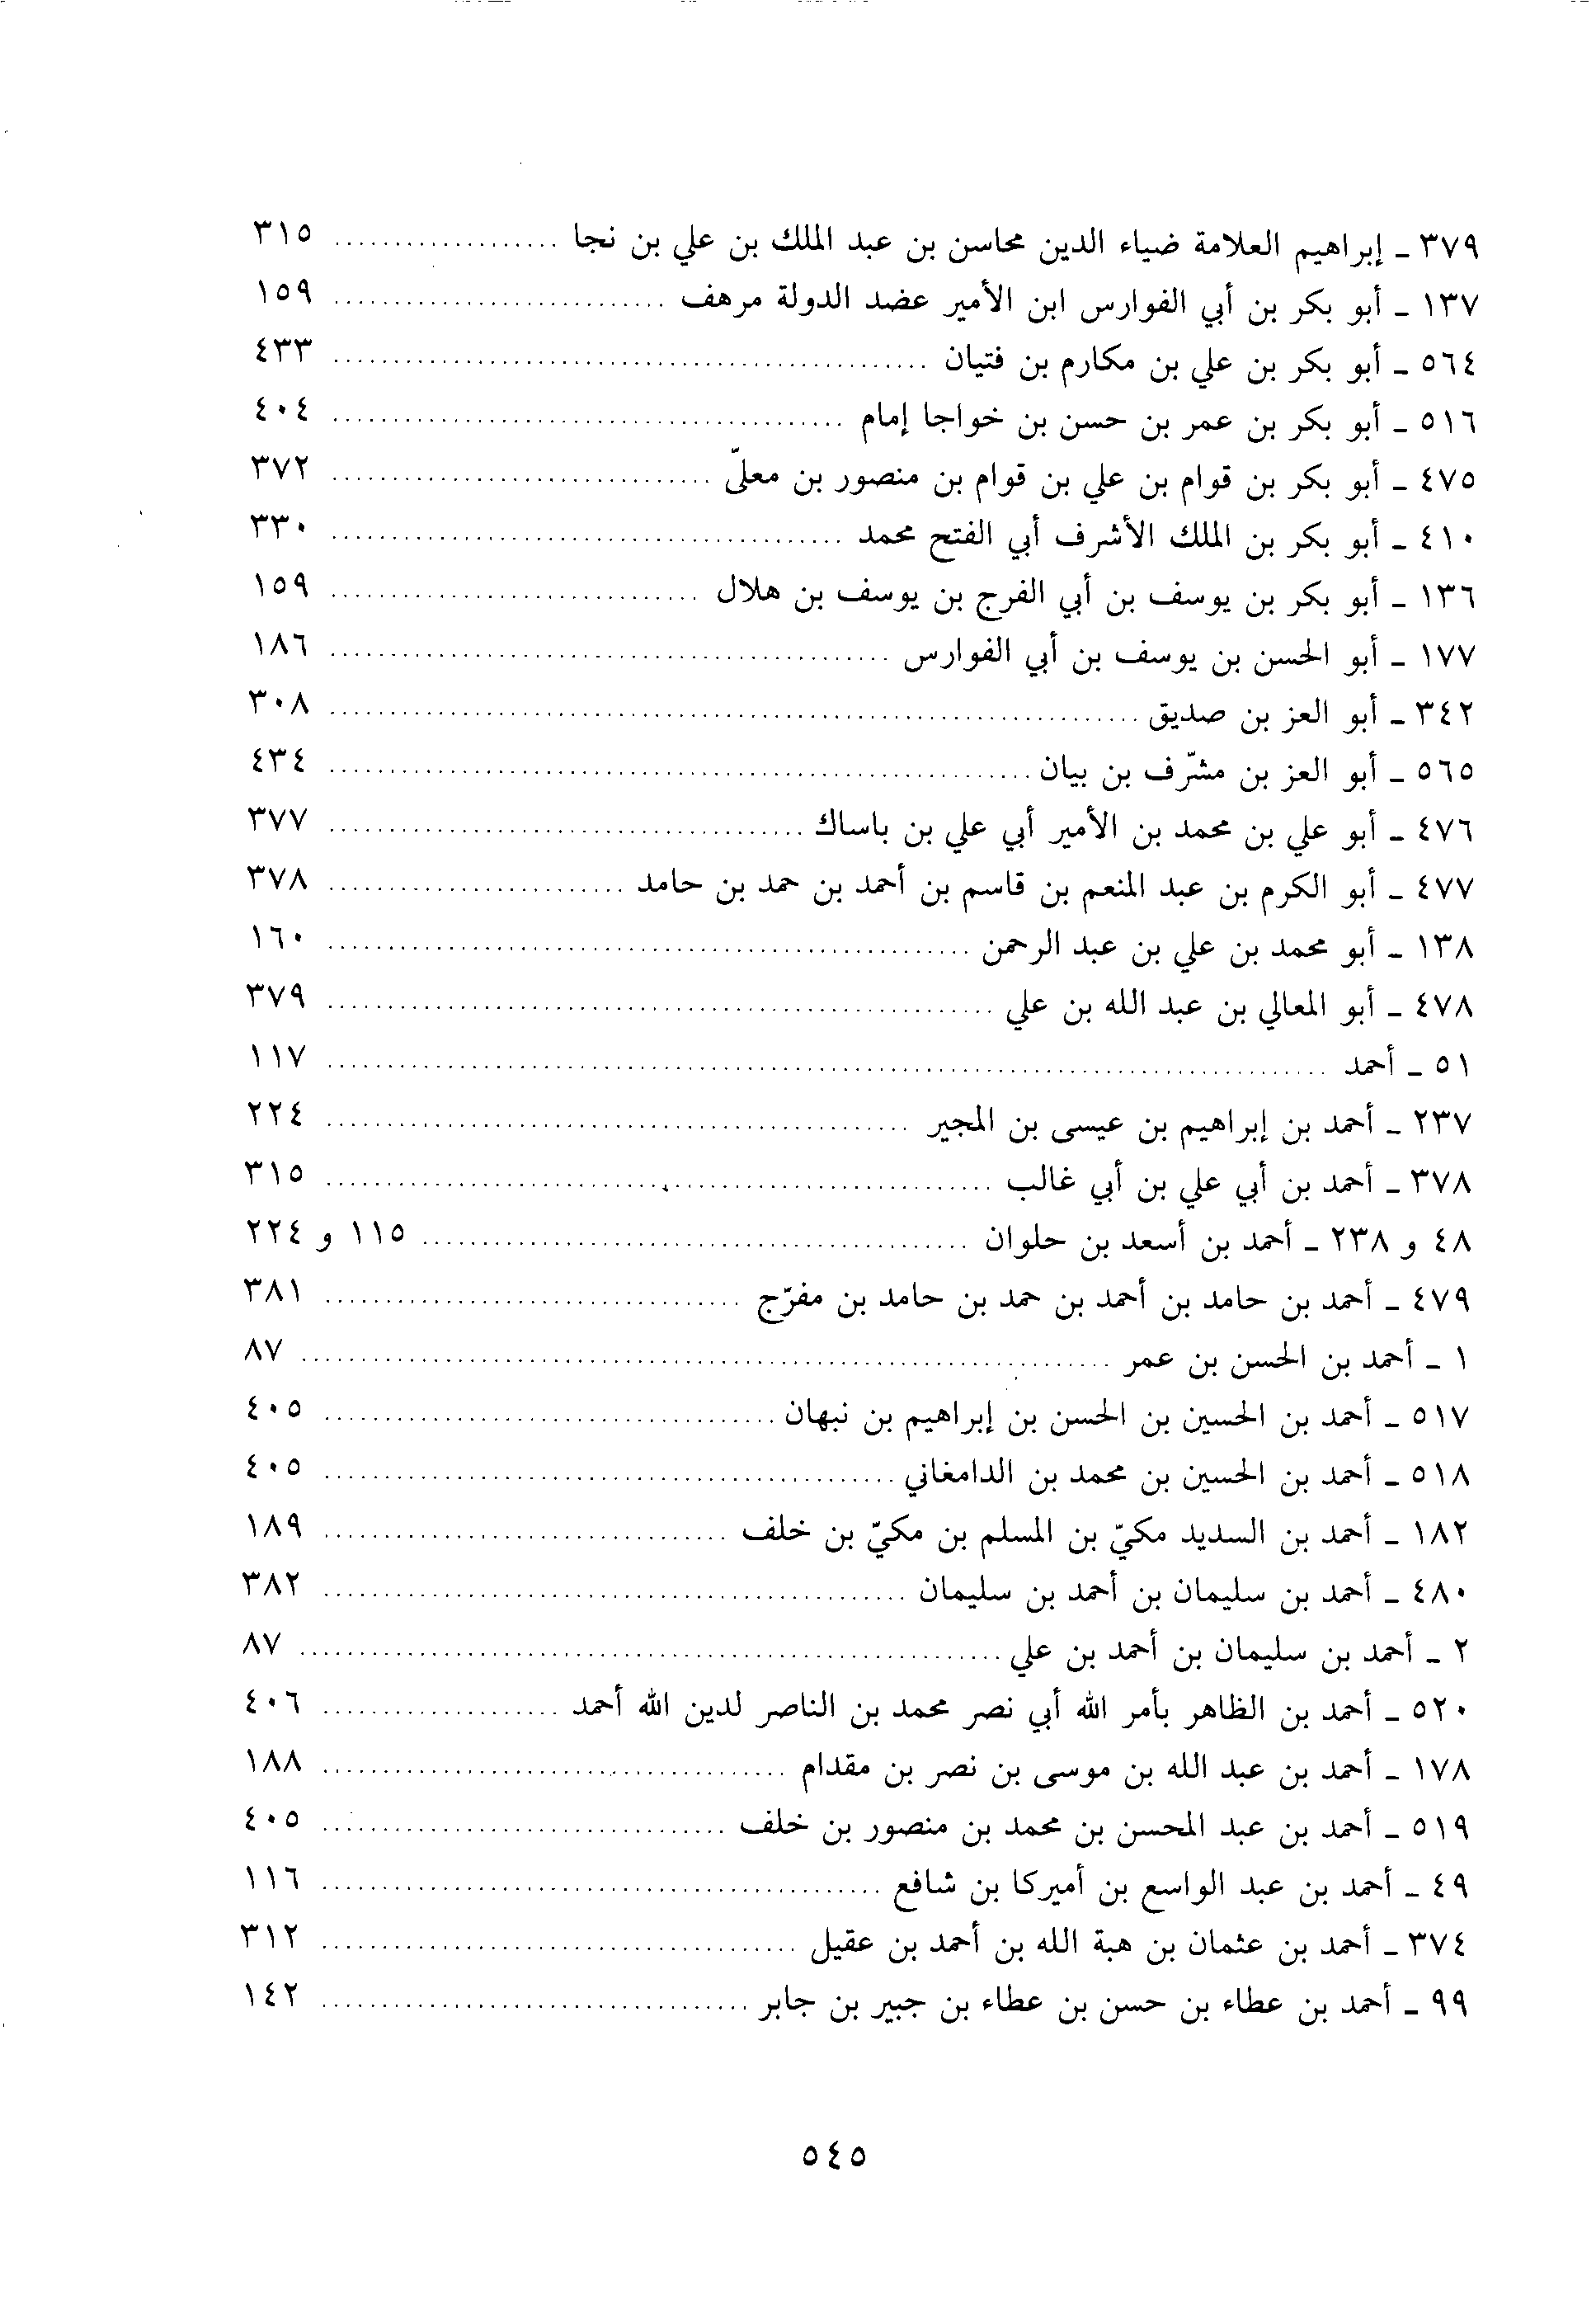 ٣٧٩ ـ إبراهيم العلامة ضياء الدين محاسن بن عبد الملك بن علي بن نجا ................... ٣١٥
١٣٧ ـ أبو بكر بن أبي الفوارس ابن الأمير عضد الدولة مرهف ............................ ١٥٩
٥٦٤ ـ أبو بكر بن علي بن مكارم بن فتيان .................................................. ٤٣٣
٥١٦ ـ أبو بكر بن عمر بن حسن بن خواجا إمام ........................................... ٤٠٤
٤٧٥ ـ أبو بكر بن قوام بن علي بن قوام بن منصور بن معلّى ................................ ٣٧٢
٤١٠ ـ أبو بكر بن الملك الأشرف أبي الفتح محمد ........................................... ٣٣٠
١٣٦ ـ أبو بكر بن يوسف بن أبي الفرج بن يوسف بن هلال ............................... ١٥٩
١٧٧ ـ أبو الحسن بن يوسف بن أبي الفوارس ............................................... ١٨٦
٣٤٢ ـ أبو العز بن صديق .................................................................... ٣٠٨
٥٦٥ ـ أبو العز بن مشرّف بن بيان ........................................................... ٤٣٤
٤٧٦ ـ أبو علي بن محمد بن الأمير أبي علي بن باساك ........................................ ٣٧٧
٤٧٧ ـ أبو الكرم بن عبد المنعم بن قاسم بن أحمد بن حمد بن حامد ......................... ٣٧٨
١٣٨ ـ أبو محمد بن علي بن عبد الرحمن ...................................................... ١٦٠
٤٧٨ ـ أبو المعالي بن عبد الله بن علي ........................................................ ٣٧٩
٥١ ـ أحمد .................................................................................... ١١٧
٢٣٧ ـ أحمد بن إبراهيم بن عيسى بن المجير ................................................. ٢٢٤
٣٧٨ ـ أحمد بن أبي علي بن أبي غالب ........................................................ ٣١٥
٤٨ و ٢٣٨ ـ أحمد بن أسعد بن حلوان .............................................. ١١٥ و ٢٢٤
٤٧٩ ـ أحمد بن حامد بن أحمد بن حمد بن حامد بن مفرّج ................................... ٣٨١
١ ـ أحمد بن الحسن بن عمر .................................................................... ٨٧
٥١٧ ـ أحمد بن الحسين بن الحسن بن إبراهيم بن نبهان ...................................... ٤٠٥
٥١٨ ـ أحمد بن الحسين بن محمد بن الدامغاني ................................................ ٤٠٥
١٨٢ ـ أحمد بن السديد مكيّ بن المسلم بن مكيّ بن خلف .................................. ١٨٩
٤٨٠ ـ أحمد بن سليمان بن أحمد بن سليمان ................................................. ٣٨٢
٢ ـ أحمد بن سليمان بن أحمد بن علي ........................................................... ٨٧
٥٢٠ ـ أحمد بن الظاهر بأمر الله أبي نصر محمد بن الناصر لدين الله أحمد .................... ٤٠٦
١٧٨ ـ أحمد بن عبد الله بن موسى بن نصر بن مقدام ....................................... ١٨٨
٥١٩ ـ أحمد بن عبد المحسن بن محمد بن منصور بن خلف .................................. ٤٠٥
٤٩ ـ أحمد بن عبد الواسع بن أميركا بن شافع ............................................... ١١٦
٣٧٤ ـ أحمد بن عثمان بن هبة الله بن أحمد بن عقيل ........................................ ٣١٢
٩٩ ـ أحمد بن عطاء بن حسن بن عطاء بن جبير بن جابر .................................... ١٤٢
٥٤٥